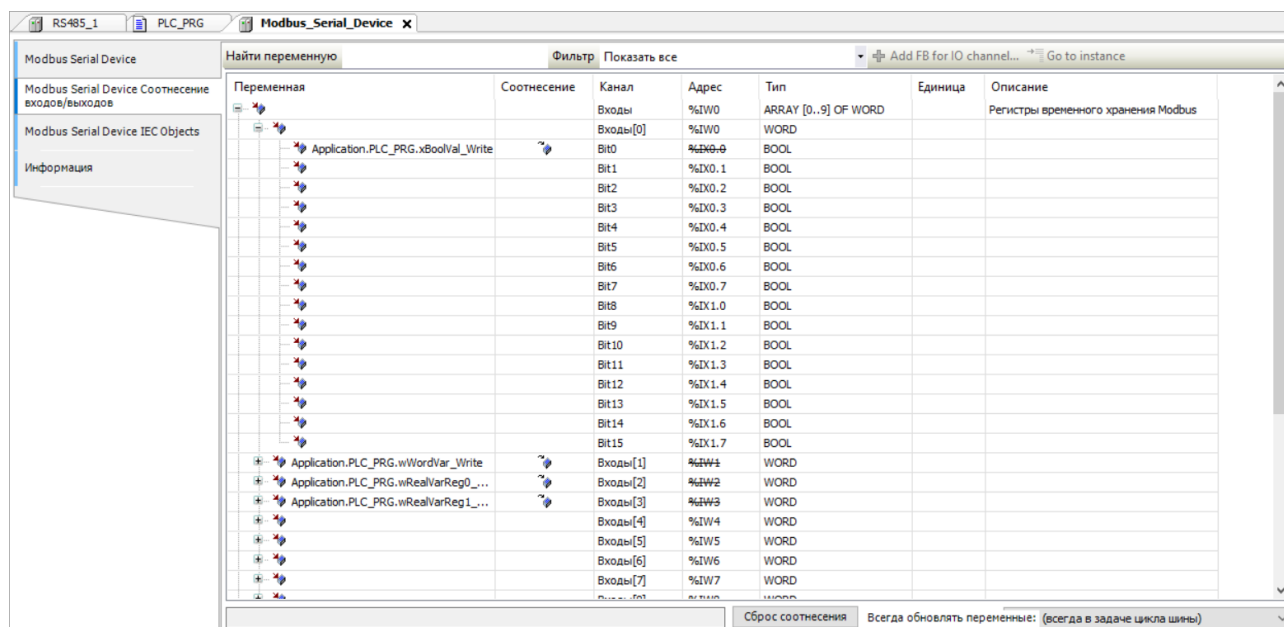 RS485_1 PLC_PRG Modbus_Serial_Device x
Modbus Serial Device
Modbus Serial Device Соотнесение входов/выходов
Modbus Serial Device IEC Objects
Информация
Найти переменную Фильтр Показать все Add FB for IO channel... Go to instance
Переменная Соотнесение Канал Адрес Тип Единица Описание
Входы %IW0 ARRAY [0..9] OF WORD Регистры временного хранения Modbus
Входы[0] %IW0 WORD
Application.PLC_PRG.xBoolVal_Write Bit0 %IX0.0 BOOL
Bit1 %IX0.1 BOOL
Bit2 %IX0.2 BOOL
Bit3 %IX0.3 BOOL
Bit4 %IX0.4 BOOL
Bit5 %IX0.5 BOOL
Bit6 %IX0.6 BOOL
Bit7 %IX0.7 BOOL
Bit8 %IX1.0 BOOL
Bit9 %IX1.1 BOOL
Bit10 %IX1.2 BOOL
Bit11 %IX1.3 BOOL
Bit12 %IX1.4 BOOL
Bit13 %IX1.5 BOOL
Bit14 %IX1.6 BOOL
Bit15 %IX1.7 BOOL
Application.PLC_PRG.wWordVar_Write Входы[1] %IW1 WORD
Application.PLC_PRG.wRealVarReg0_... Входы[2] %IW2 WORD
Application.PLC_PRG.wRealVarReg1_... Входы[3] %IW3 WORD
Входы[4] %IW4 WORD
Входы[5] %IW5 WORD
Входы[6] %IW6 WORD
Входы[7] %IW7 WORD
Сброс соотнесения Всегда обновлять переменные: (всегда в задаче цикла шины)